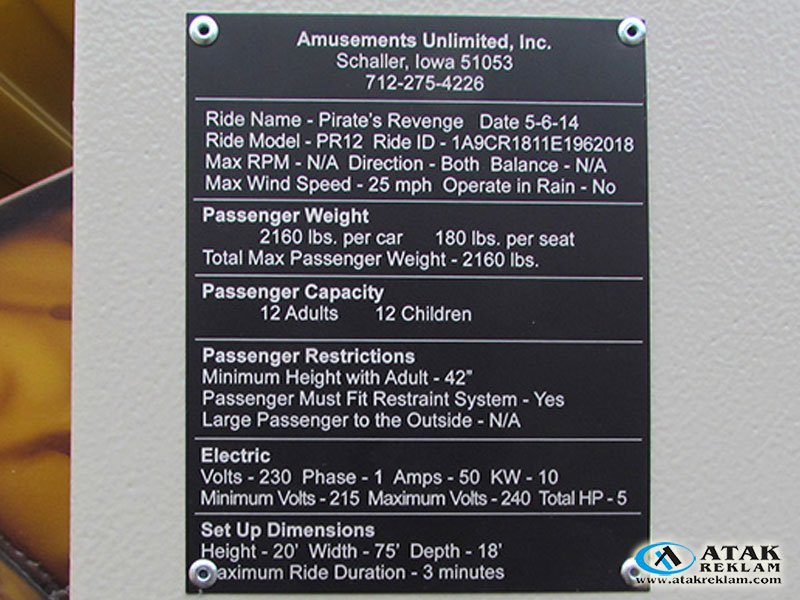 Amusements Unlimited, Inc.
Schaller, Iowa 51053
712-275-4226
Ride Name - Pirate's Revenge Date 5-6-14
Ride Model - PR12 Ride ID - 1A9CR1811E1962018
Max RPM - N/A Direction - Both Balance - N/A
Max Wind Speed - 25 mph Operate in Rain - No
Passenger Weight
2160 lbs. per car 180 lbs. per seat
Total Max Passenger Weight - 2160 lbs.
Passenger Capacity
12 Adults 12 Children
Passenger Restrictions
Minimum Height with Adult - 42"
Passenger Must Fit Restraint System - Yes
Large Passenger to the Outside - N/A
Electric
Volts - 230 Phase - 1 Amps - 50 KW - 10
Minimum Volts - 215 Maximum Volts - 240 Total HP - 5
Set Up Dimensions
Height - 20' Width - 75' Depth - 18'
Maximum Ride Duration - 3 minutes
ATAK
REKLAM
www.atakreklam.com